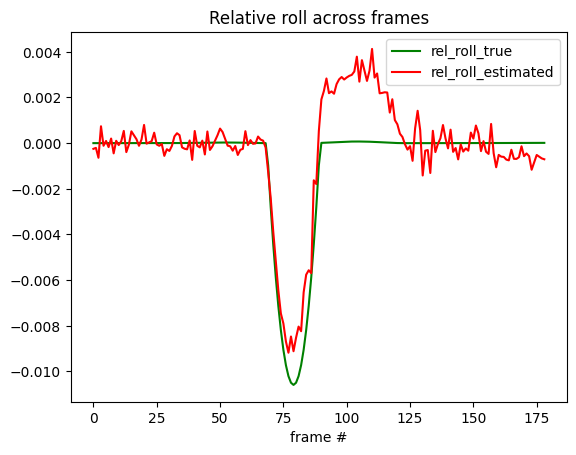 Relative roll across frames
rel_roll_true
rel_roll_estimated
0.004
0.002
0.000
−0.002
−0.004
−0.006
−0.008
−0.010
0 25 50 75 100 125 150 175
frame #